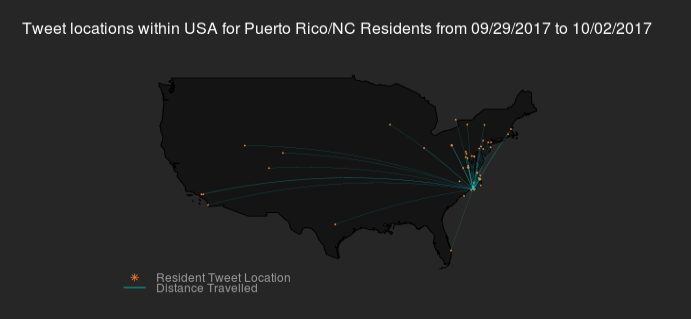 Tweet locations within USA for Puerto Rico/NC Residents from 09/29/2017 to 10/02/2017
Resident Tweet Location
Distance Travelled